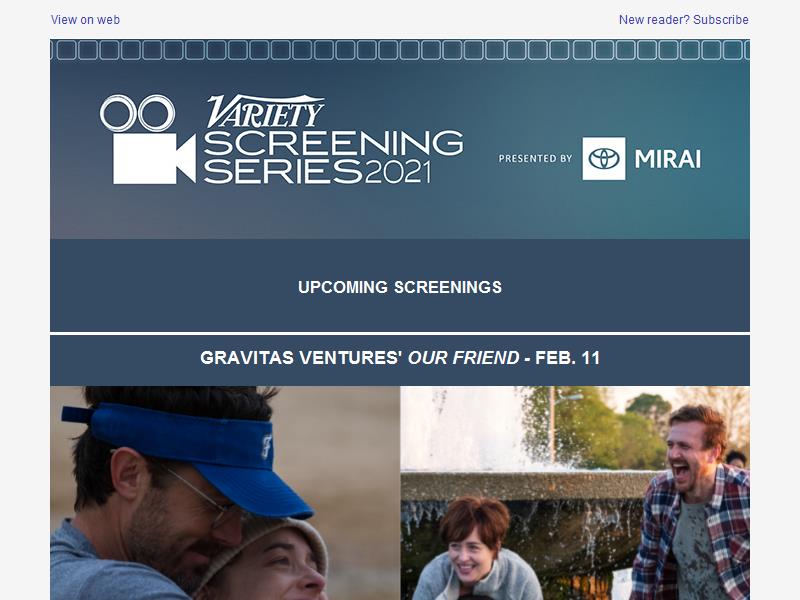 View on web
New reader? Subscribe
VARIETY
SCREENING
SERIES 2021
PRESENTED BY
MIRAI
UPCOMING SCREENINGS
GRAVITAS VENTURES' OUR FRIEND - FEB. 11